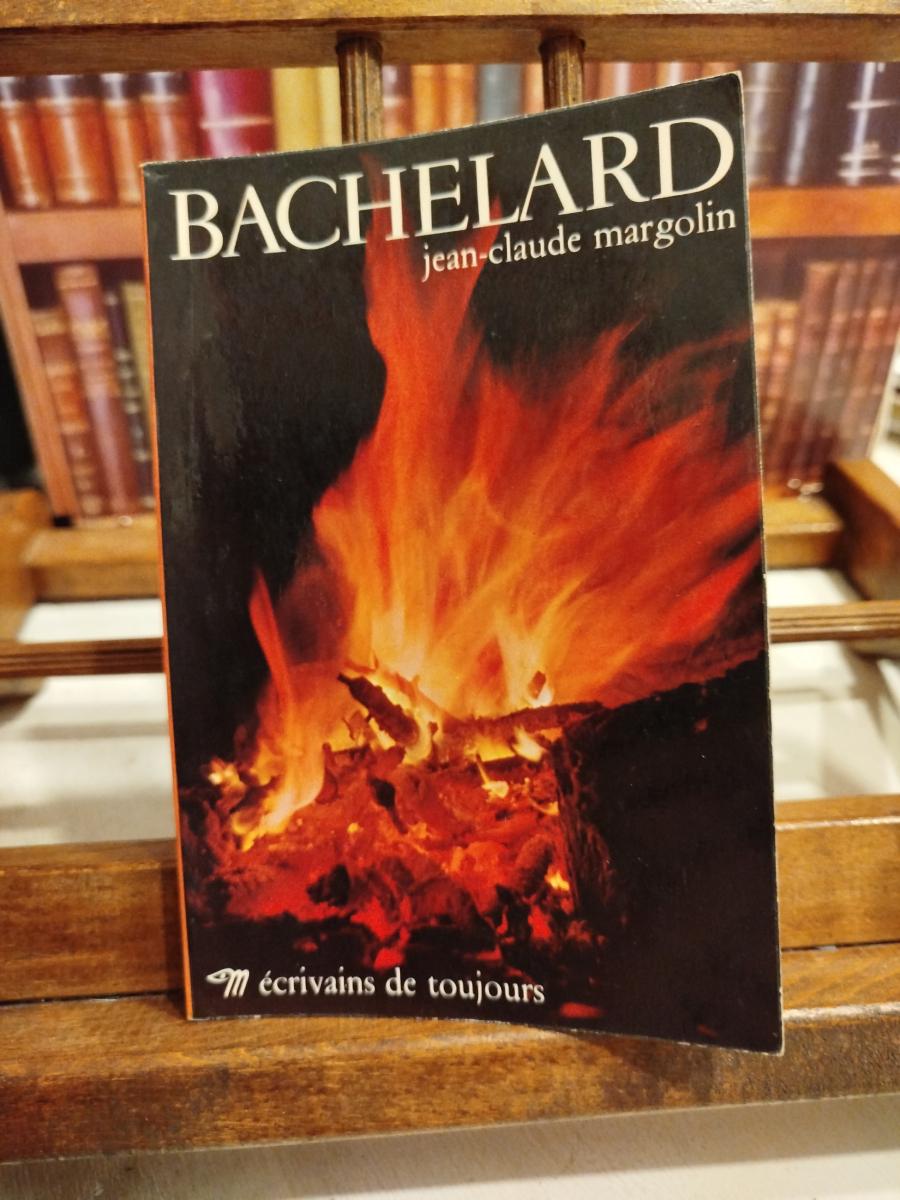 BACHELARD
jean-claude margolin
m écrivains de toujours